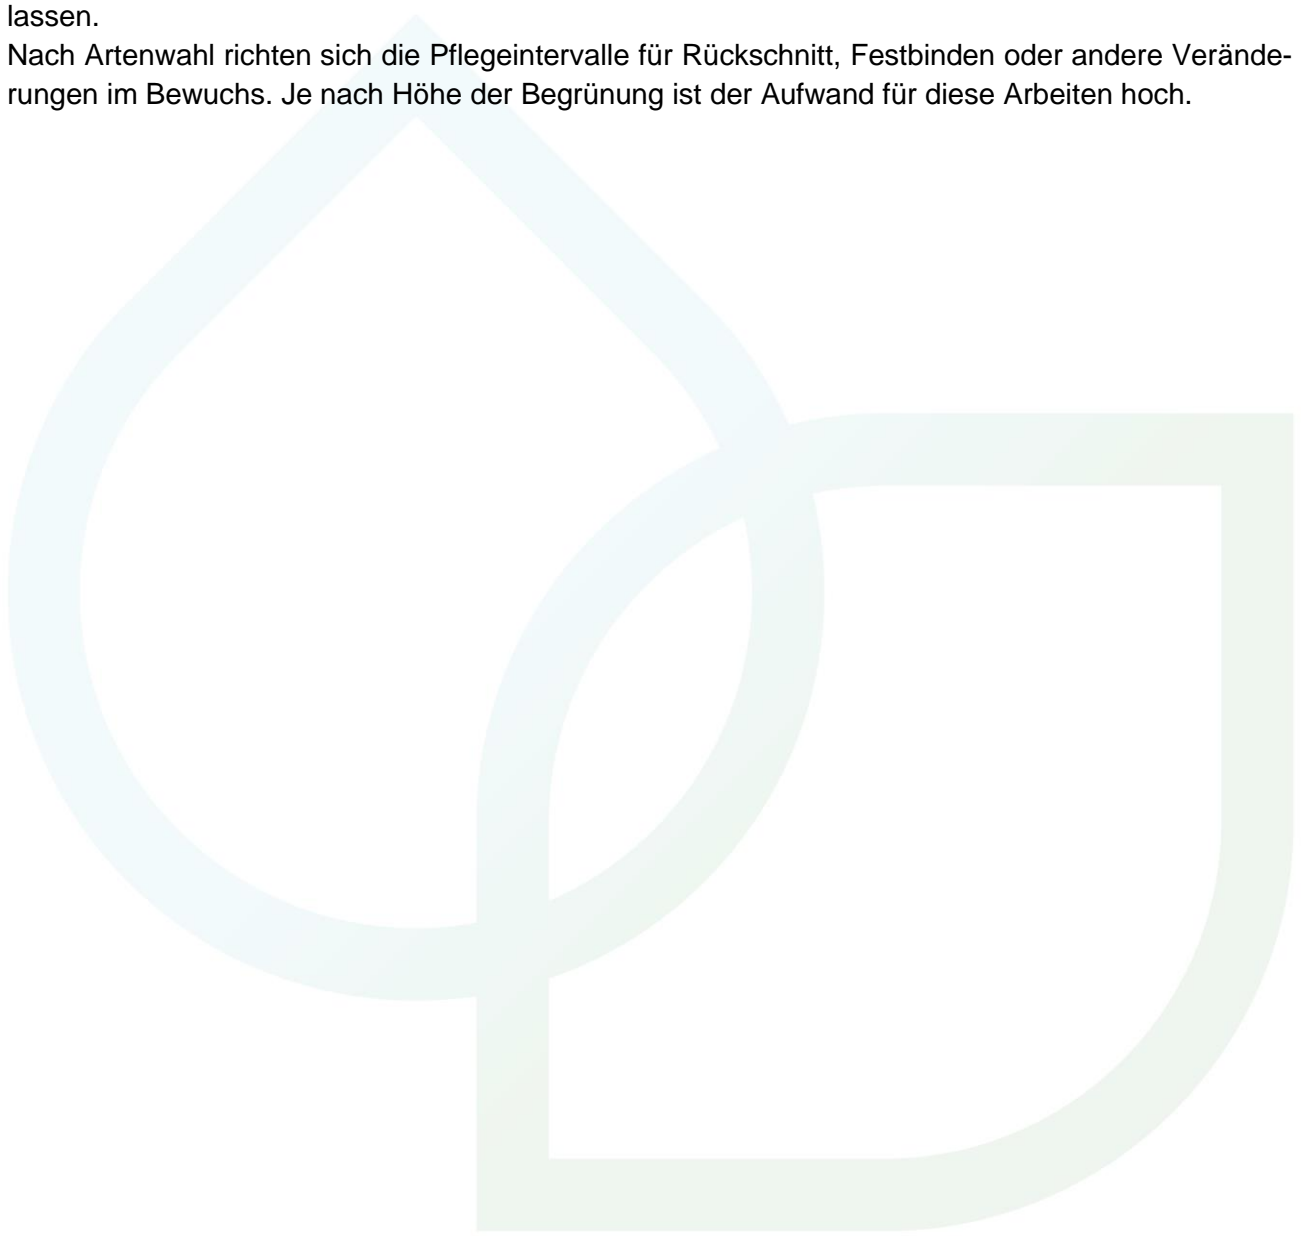 lassen.
Nach Artenwahl richten sich die Pflegeintervalle für Rückschnitt, Festbinden oder andere Verände-
rungen im Bewuchs. Je nach Höhe der Begrünung ist der Aufwand für diese Arbeiten hoch.